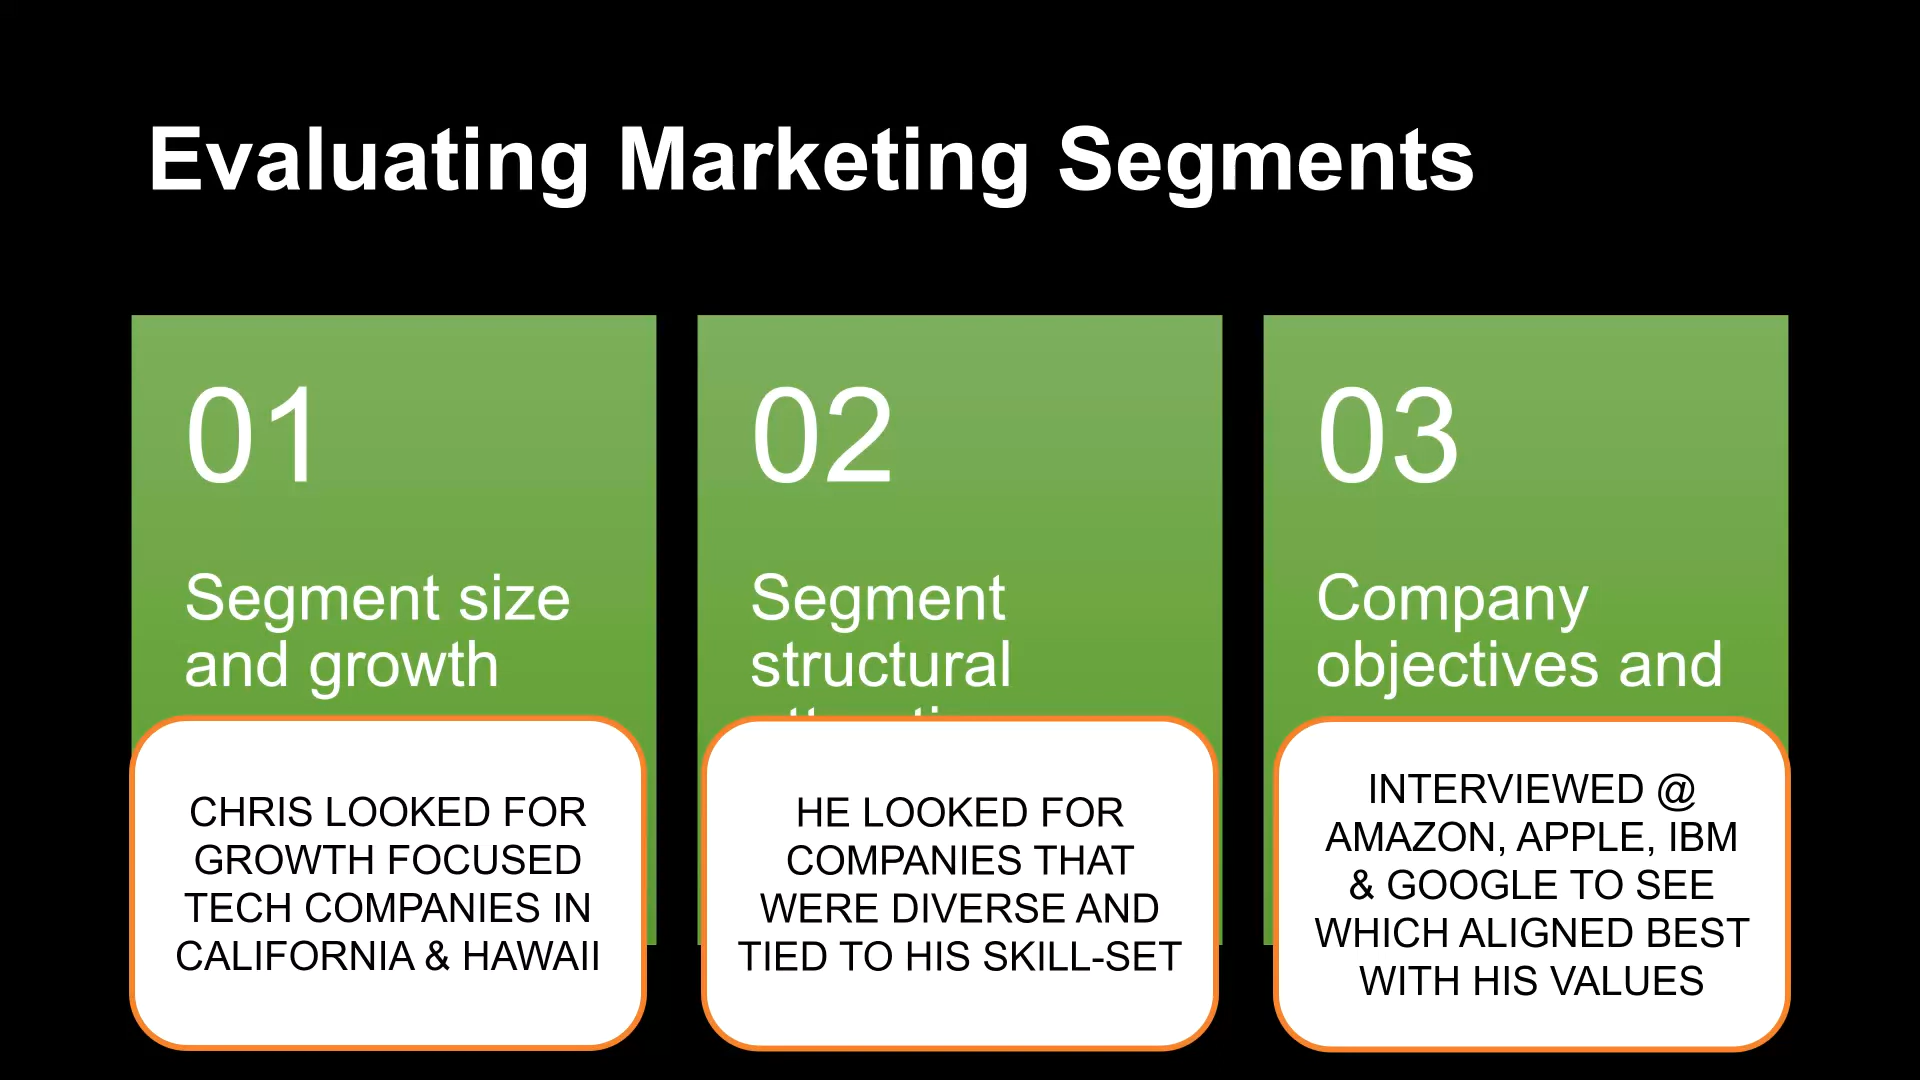 Evaluating Marketing Segments
01
Segment size
and growth
CHRIS LOOKED FOR
GROWTH FOCUSED
TECH COMPANIES IN
CALIFORNIA & HAWAII
02
Segment
structural
HE LOOKED FOR
COMPANIES THAT
WERE DIVERSE AND
TIED TO HIS SKILL-SET
03
Company
objectives and
INTERVIEWED @
AMAZON, APPLE, IBM
& GOOGLE TO SEE
WHICH ALIGNED BEST
WITH HIS VALUES